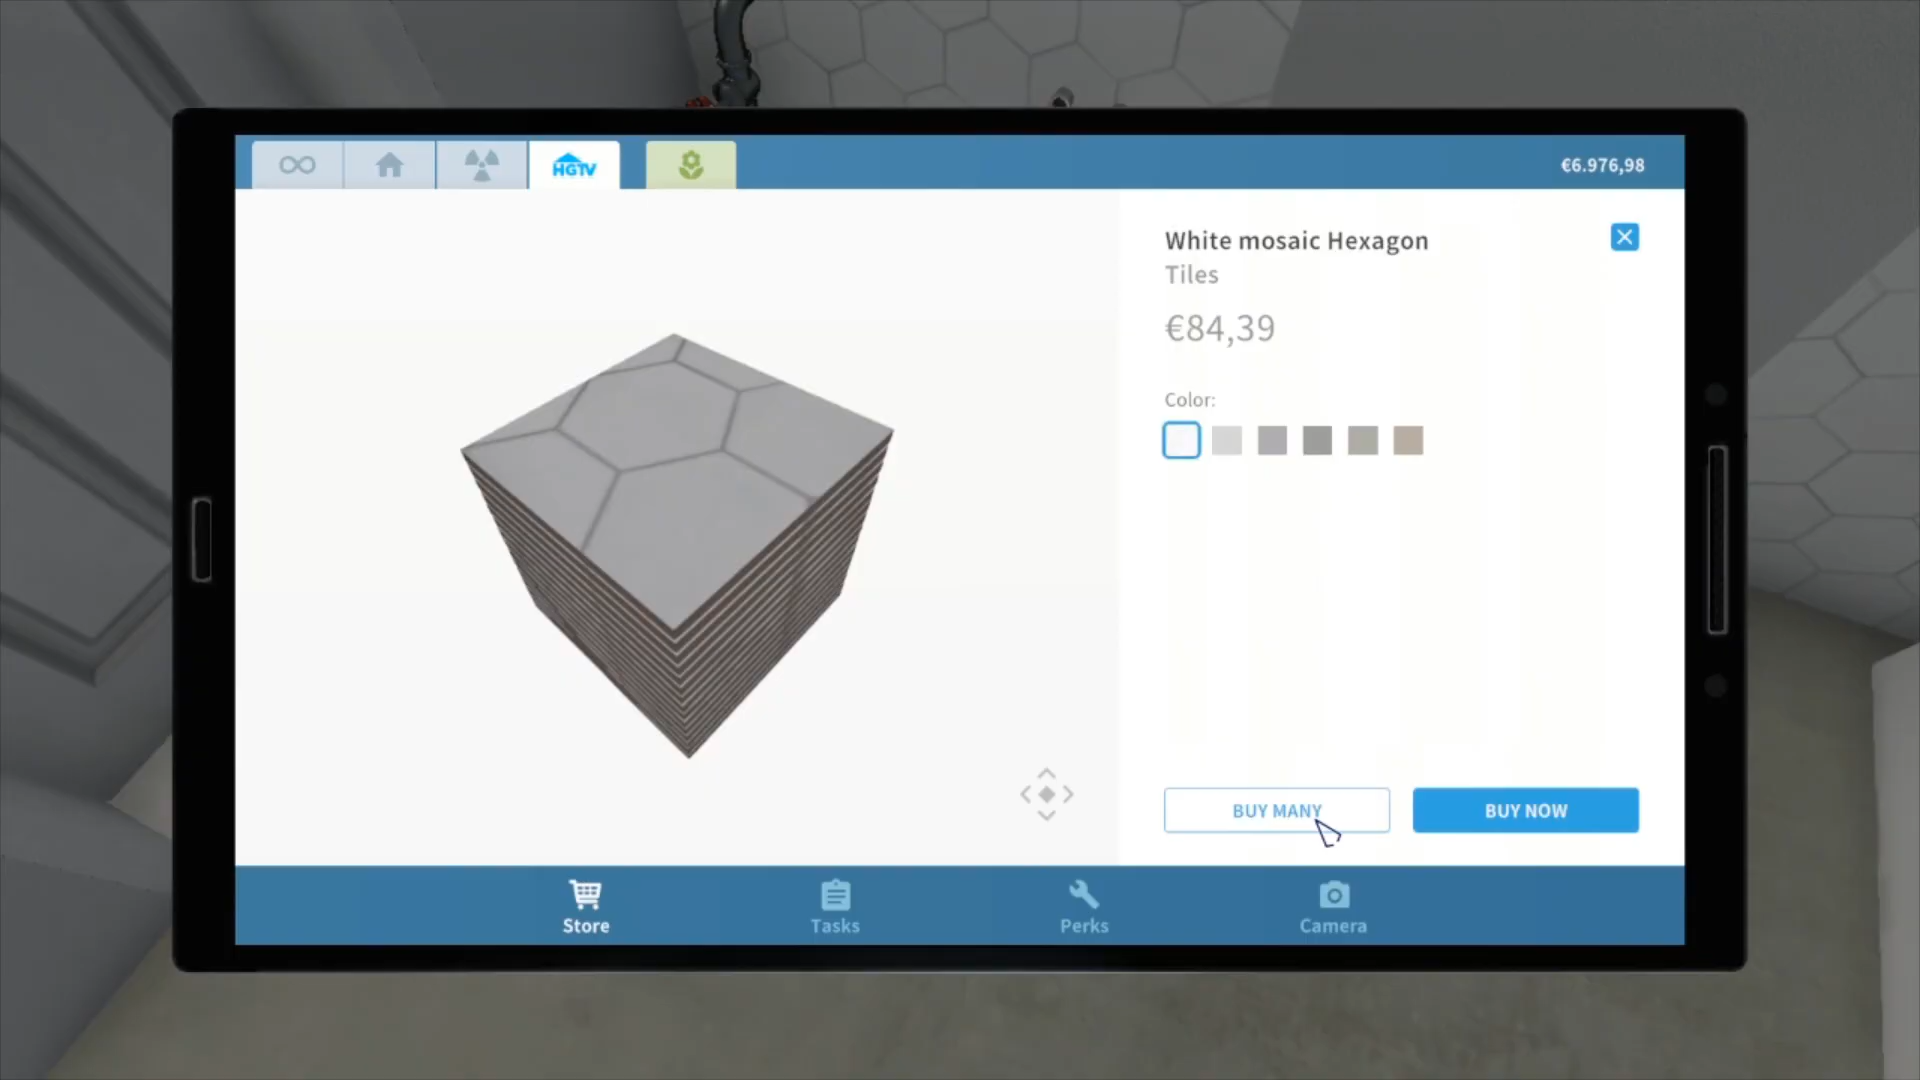 HGTV
€6.976,98
White mosaic Hexagon
Tiles
€84,39
Color:
BUY MANY
BUY NOW
Store
Tasks
Perks
Camera